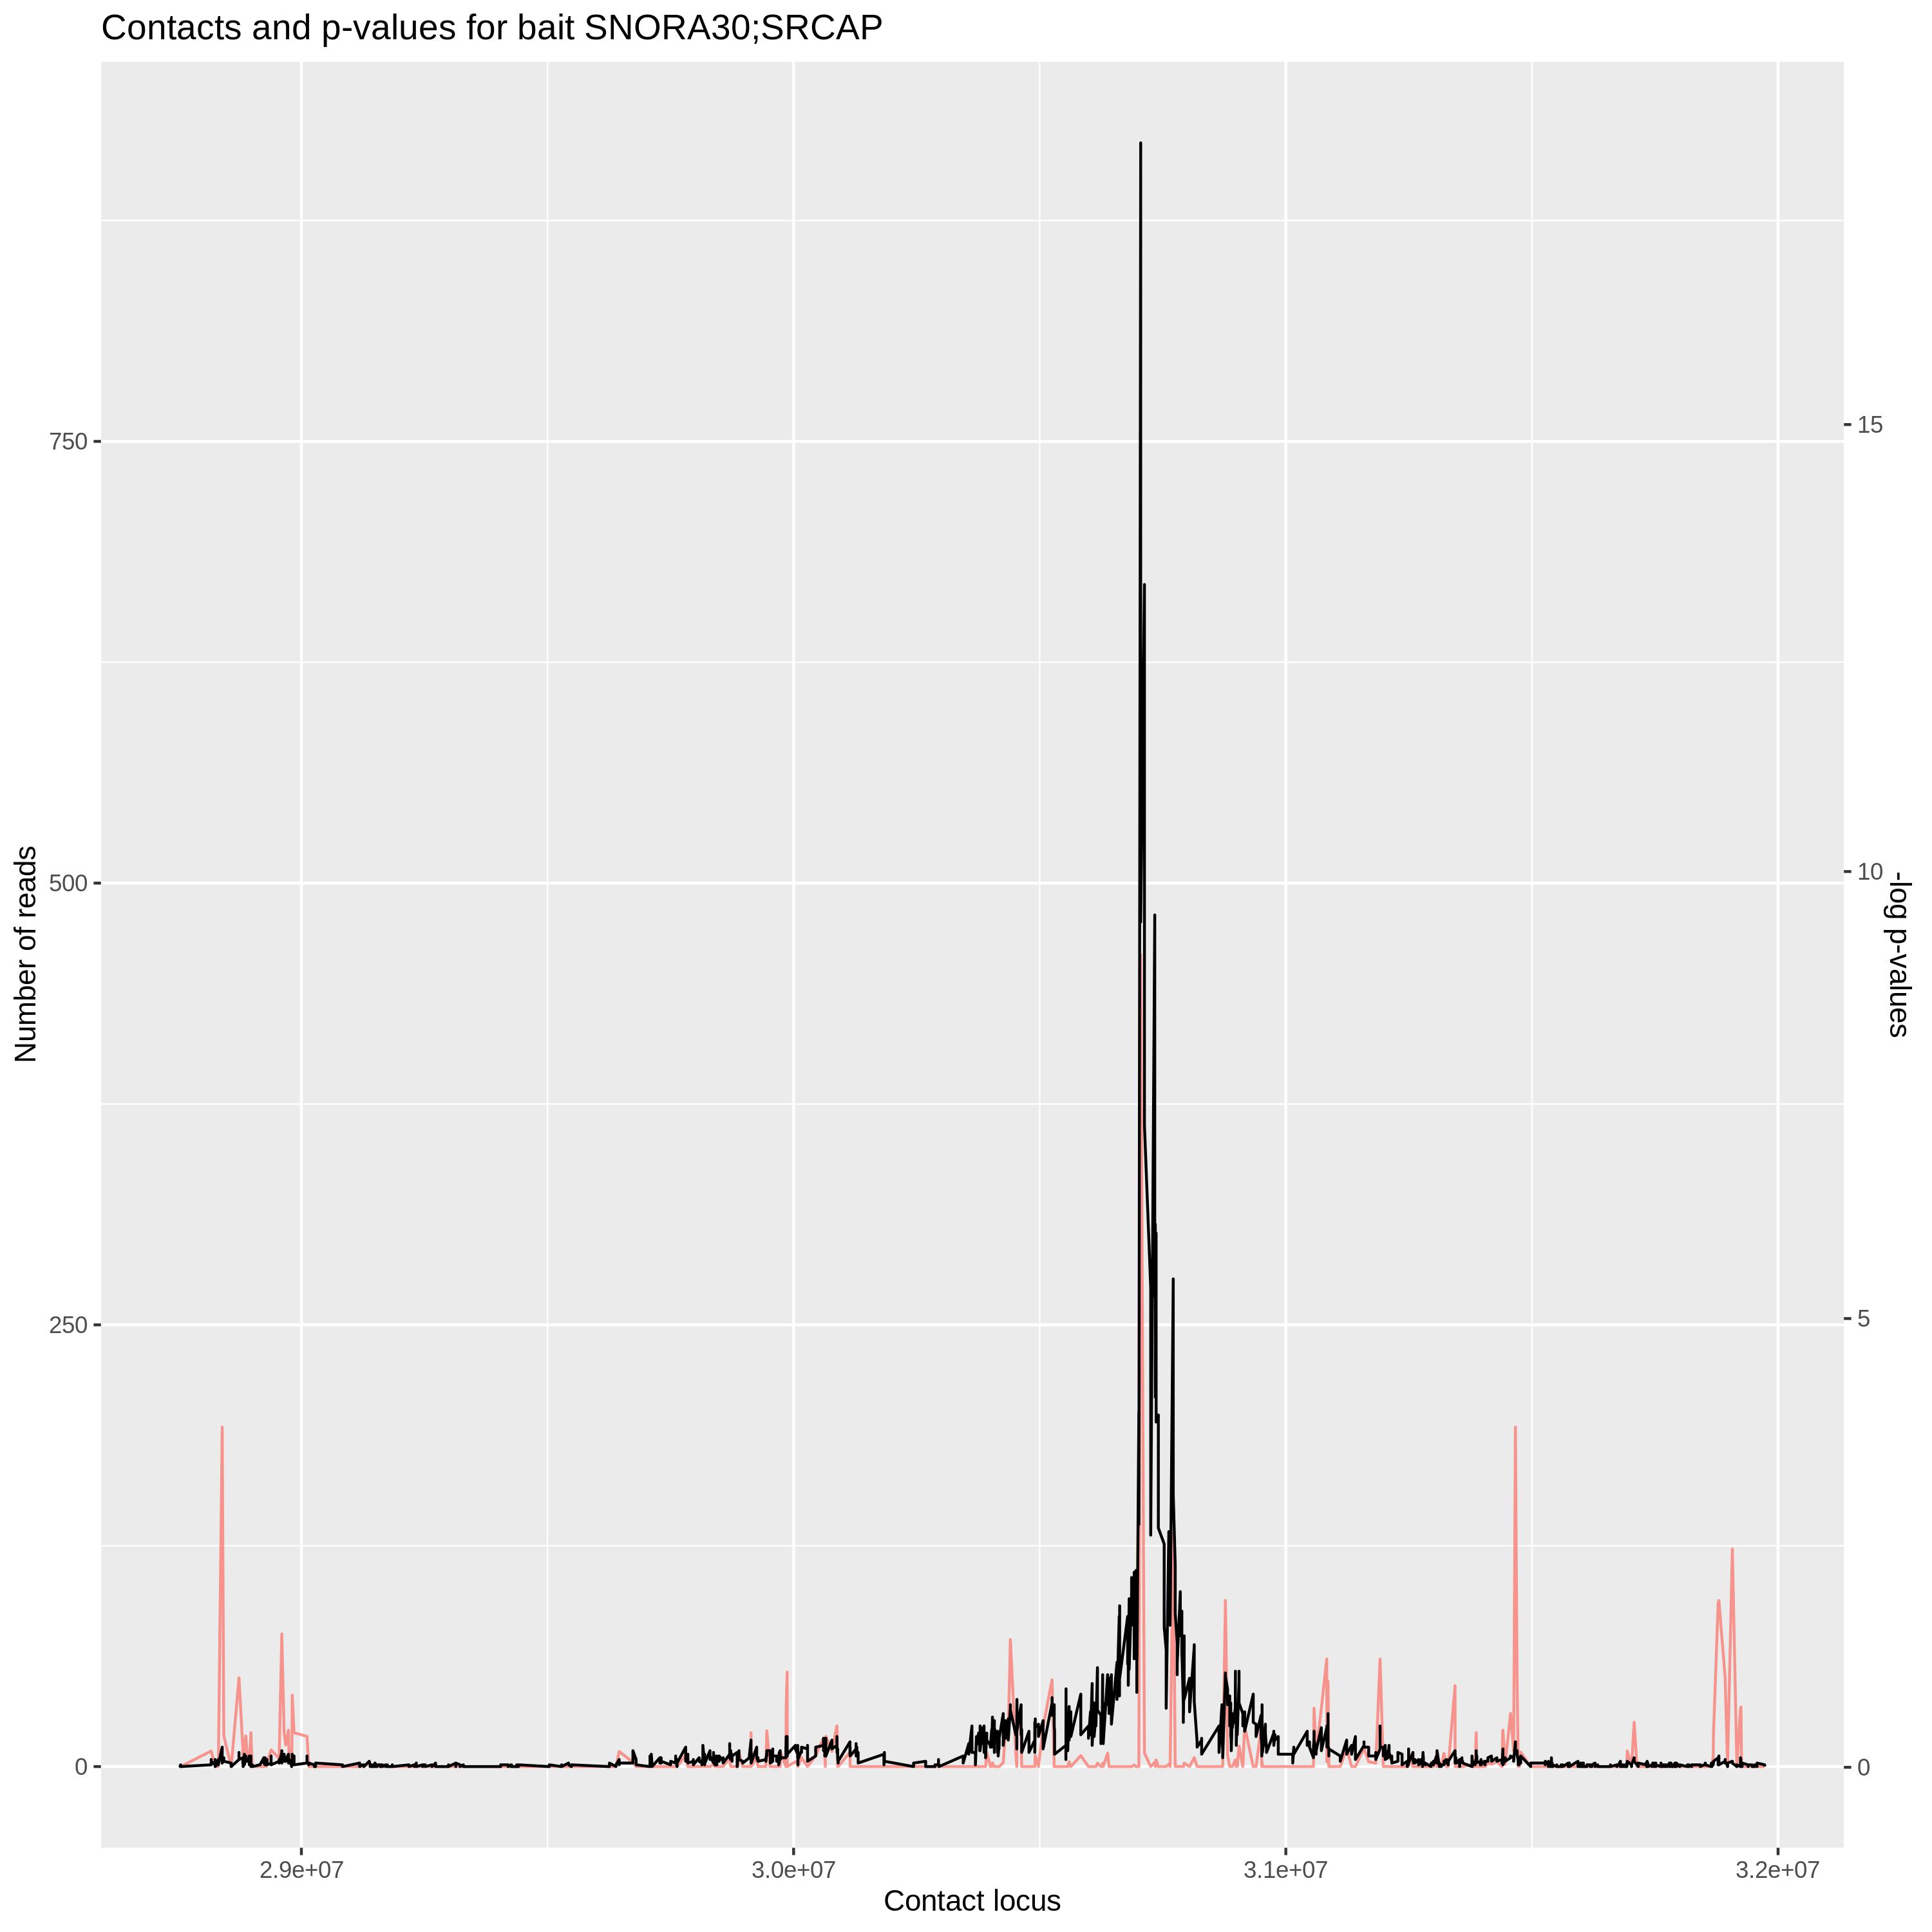 Contacts and p-values for bait SNORA30;SRCAP
Number of reads
750
500
250
0
15
10
5
0
-log p-values
2.9e+07
3.0e+07
3.1e+07
3.2e+07
Contact locus